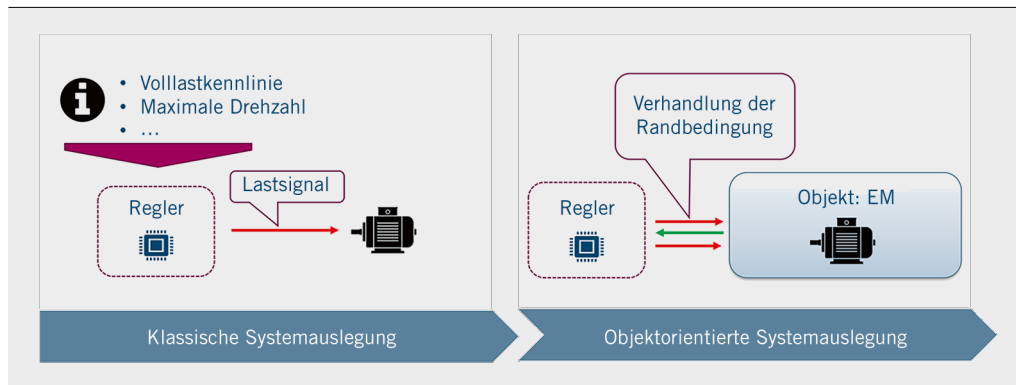 • Volllastkennlinie
• Maximale Drehzahl
• ...
Regler
Lastsignal
Klassische Systemauslegung
Verhandlung der
Randbedingung
Regler
Objekt: EM
Objektorientierte Systemauslegung